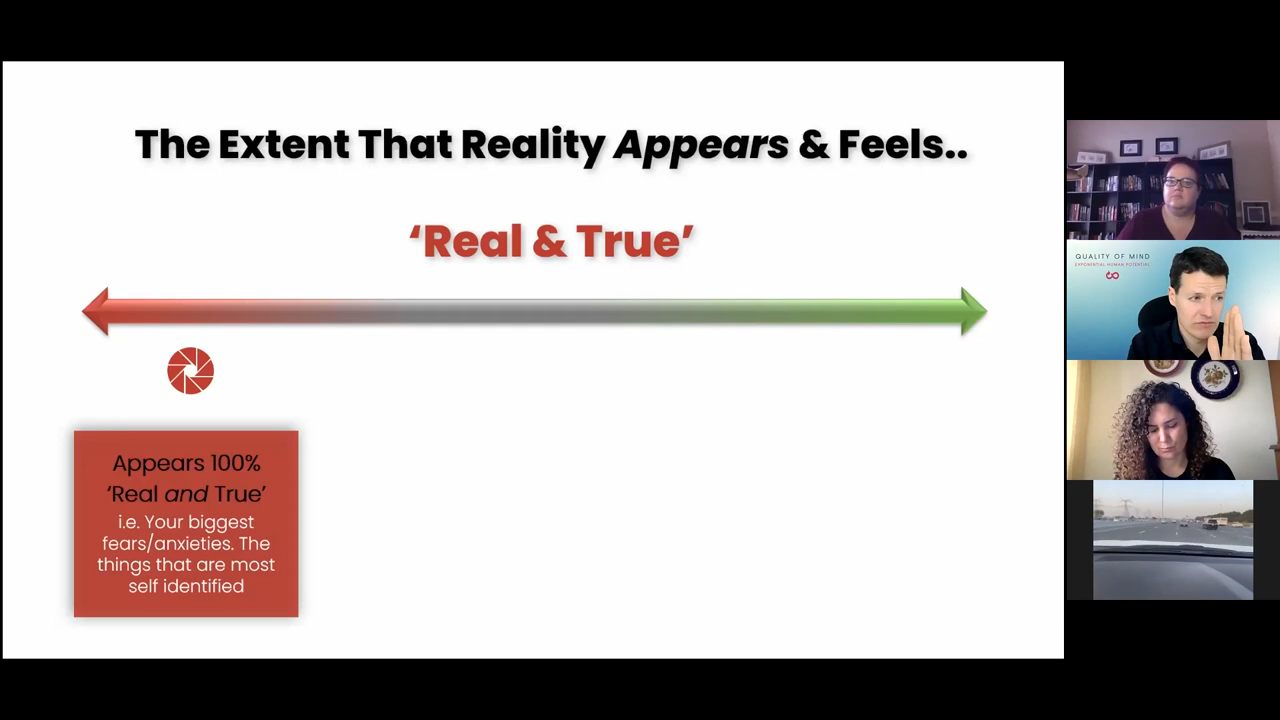 The Extent That Reality Appears & Feels..
‘Real & True’
Appears 100%
‘Real and True’
i.e. Your biggest
fears/anxieties. The
things that are most
self identified
QUALITY OF MIND
EXPONENTIAL HUMAN POTENTIAL